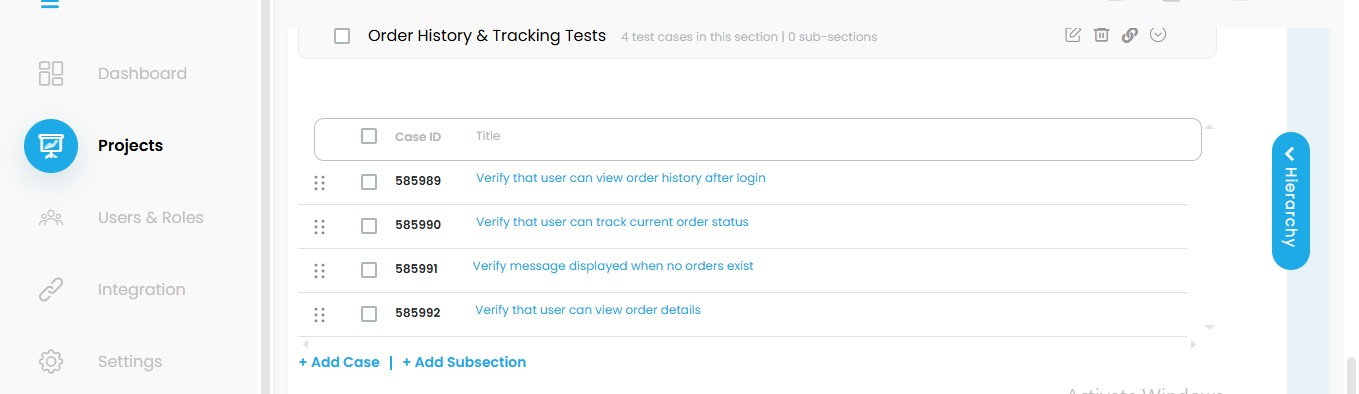 Order History & Tracking Tests 4 test cases in this section | 0 sub-sections
Dashboard
Projects
Users & Roles
Integration
Settings
Case ID Title
585989 Verify that user can view order history after login
585990 Verify that user can track current order status
585991 Verify message displayed when no orders exist
585992 Verify that user can view order details
+ Add Case | + Add Subsection
Hierarchy
Activate Windows